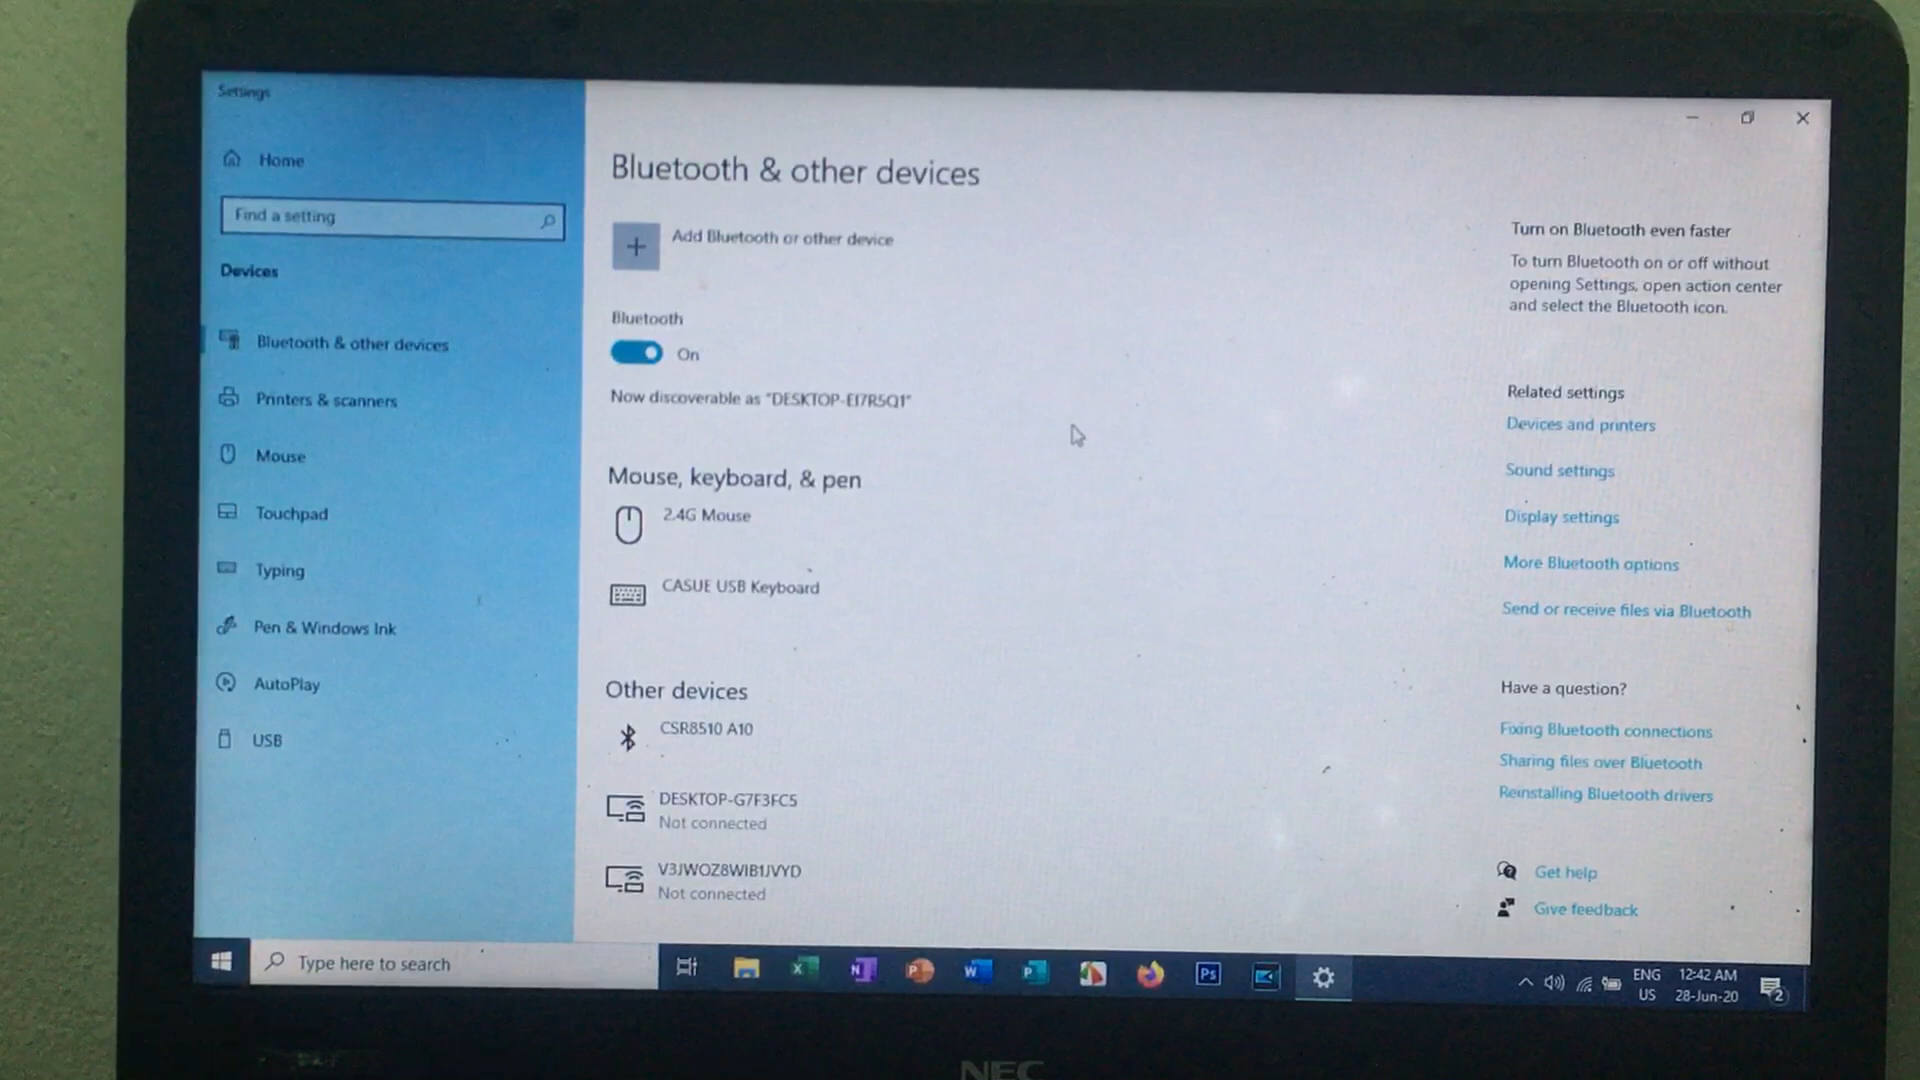 Settings
Home
Find a setting
Devices
Bluetooth & other devices
Printers & scanners
Mouse
Touchpad
Typing
Pen & Windows Ink
AutoPlay
USB
Bluetooth & other devices
Add Bluetooth or other device
Bluetooth
On
Now discoverable as "DESKTOP-EI7R5Q1"
Mouse, keyboard, & pen
2.4G Mouse
CASUE USB Keyboard
Other devices
CSR8510 A10
DESKTOP-G7F3FC5
Not connected
V3JWOZ8WIB1JVYD
Not connected
Turn on Bluetooth even faster
To turn Bluetooth on or off without
opening Settings, open action center
and select the Bluetooth icon.
Related settings
Devices and printers
Sound settings
Display settings
More Bluetooth options
Send or receive files via Bluetooth
Have a question?
Fixing Bluetooth connections
Sharing files over Bluetooth
Reinstalling Bluetooth drivers
Get help
Give feedback
Type here to search
Ps
ENG
US
12:42 AM
28-Jun-20
2
NEC